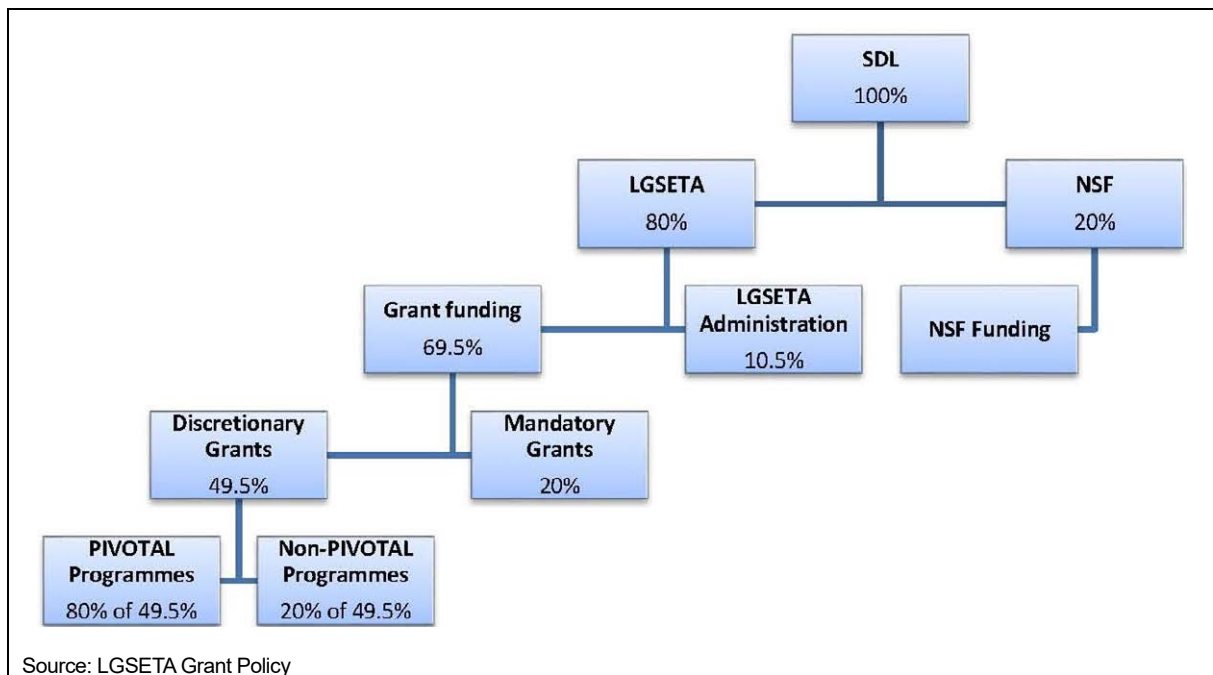 SDL
100%
LGSETA
80%
NSF
20%
Grant funding
69.5%
LGSETA
Administration
10.5%
NSF Funding
Discretionary
Grants
49.5%
Mandatory
Grants
20%
PIVOTAL
Programmes
80% of 49.5%
Non-PIVOTAL
Programmes
20% of 49.5%
Source: LGSETA Grant Policy